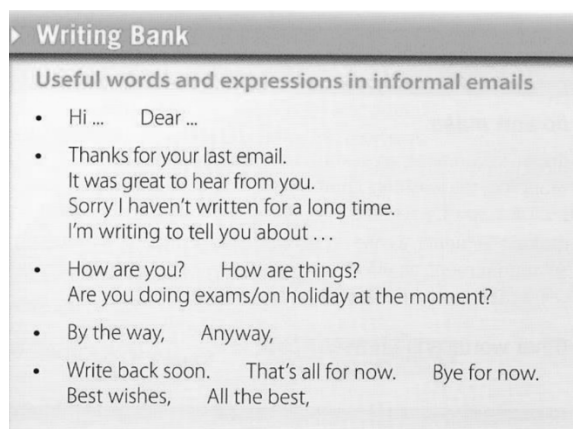 Writing Bank
Useful words and expressions in informal emails
• Hi ... Dear ...
• Thanks for your last email.
It was great to hear from you.
Sorry I haven't written for a long time.
I'm writing to tell you about ...
• How are you? How are things?
Are you doing exams/on holiday at the moment?
• By the way, Anyway,
• Write back soon. That's all for now. Bye for now.
Best wishes, All the best,